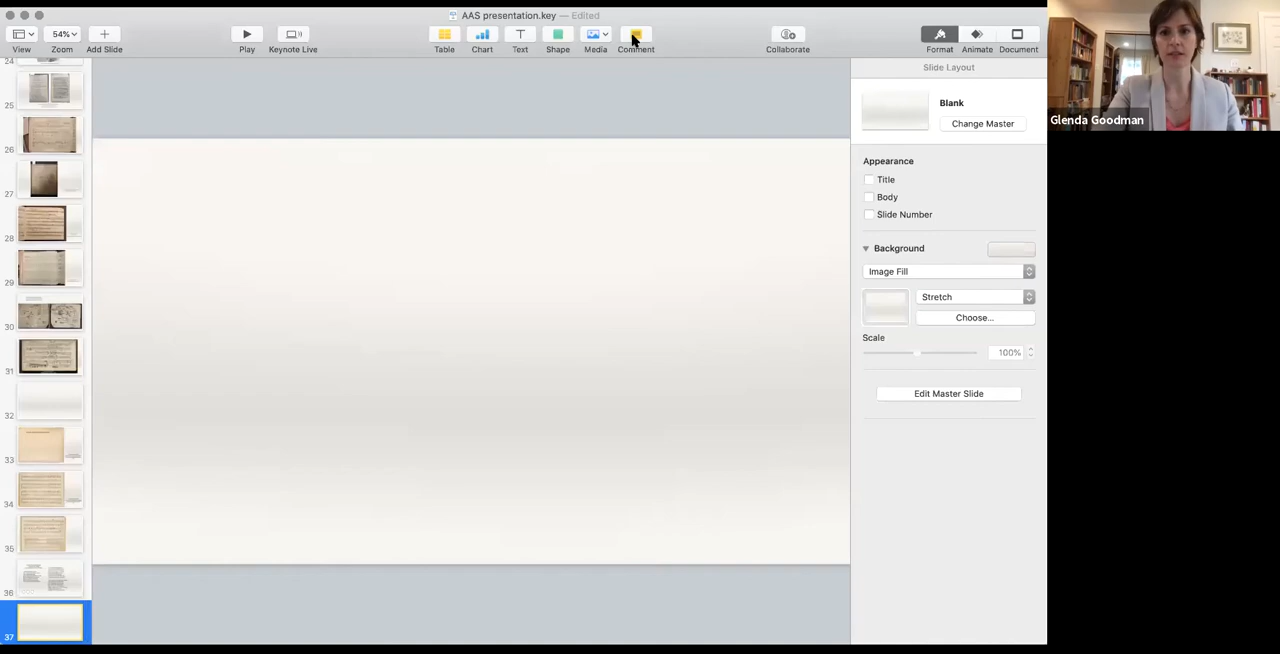 AAS presentation.key — Edited
View
54%
Zoom
Add Slide
Play
Keynote Live
Table
Chart
Text
Shape
Media
Comment
Collaborate
Format
Animate
Document
Slide Layout
Blank
Change Master
Appearance
Title
Body
Slide Number
Background
Image Fill
Stretch
Choose...
Scale
100%
Edit Master Slide
24
25
26
27
28
29
30
31
32
33
34
35
36
37
Glenda Goodman